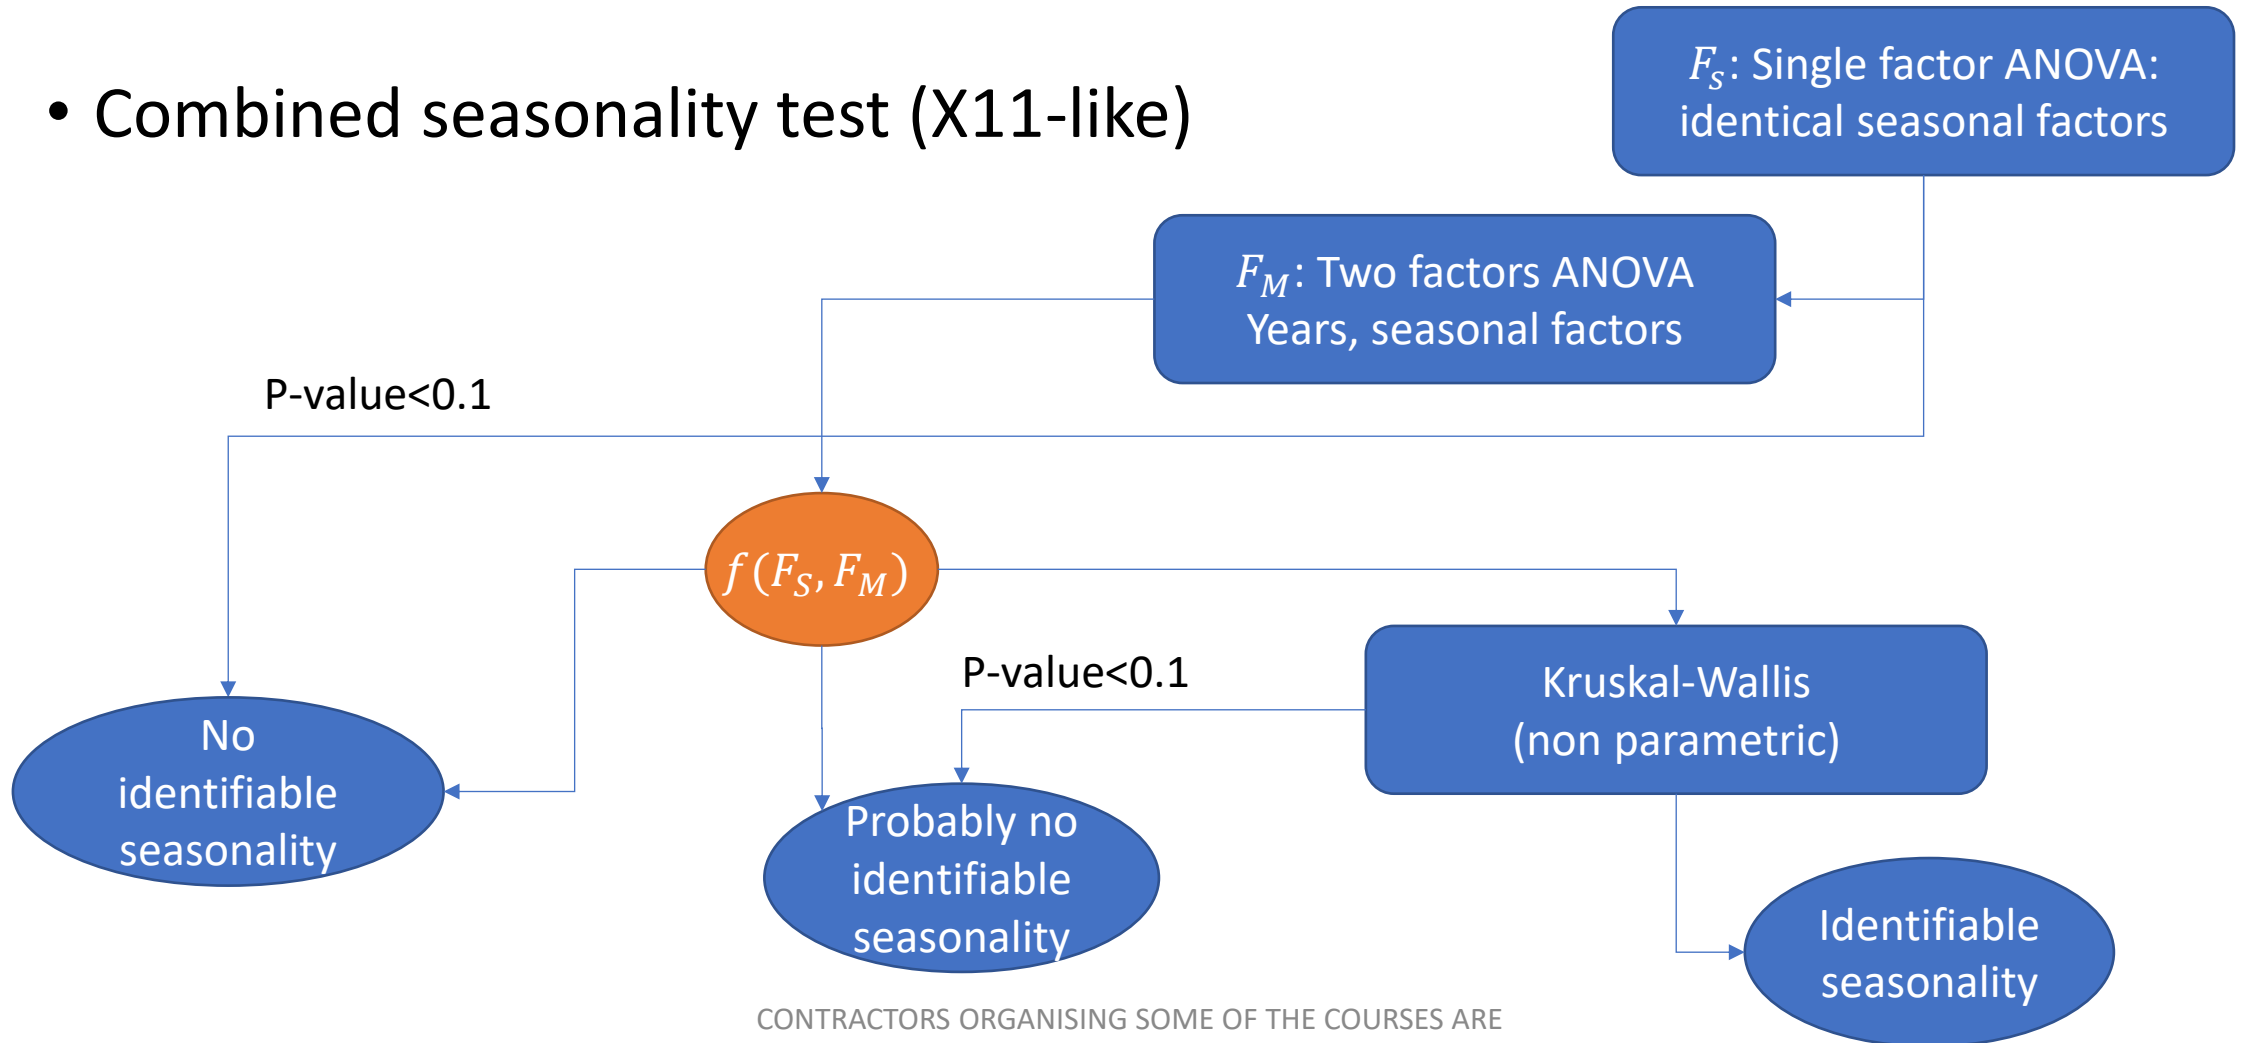 • Combined seasonality test (X11-like)
F_s: Single factor ANOVA:
identical seasonal factors
F_M: Two factors ANOVA
Years, seasonal factors
P-value<0.1
f(F_S, F_M)
P-value<0.1
Kruskal-Wallis
(non parametric)
No
identifiable
seasonality
Probably no
identifiable
seasonality
Identifiable
seasonality
CONTRACTORS ORGANISING SOME OF THE COURSES ARE